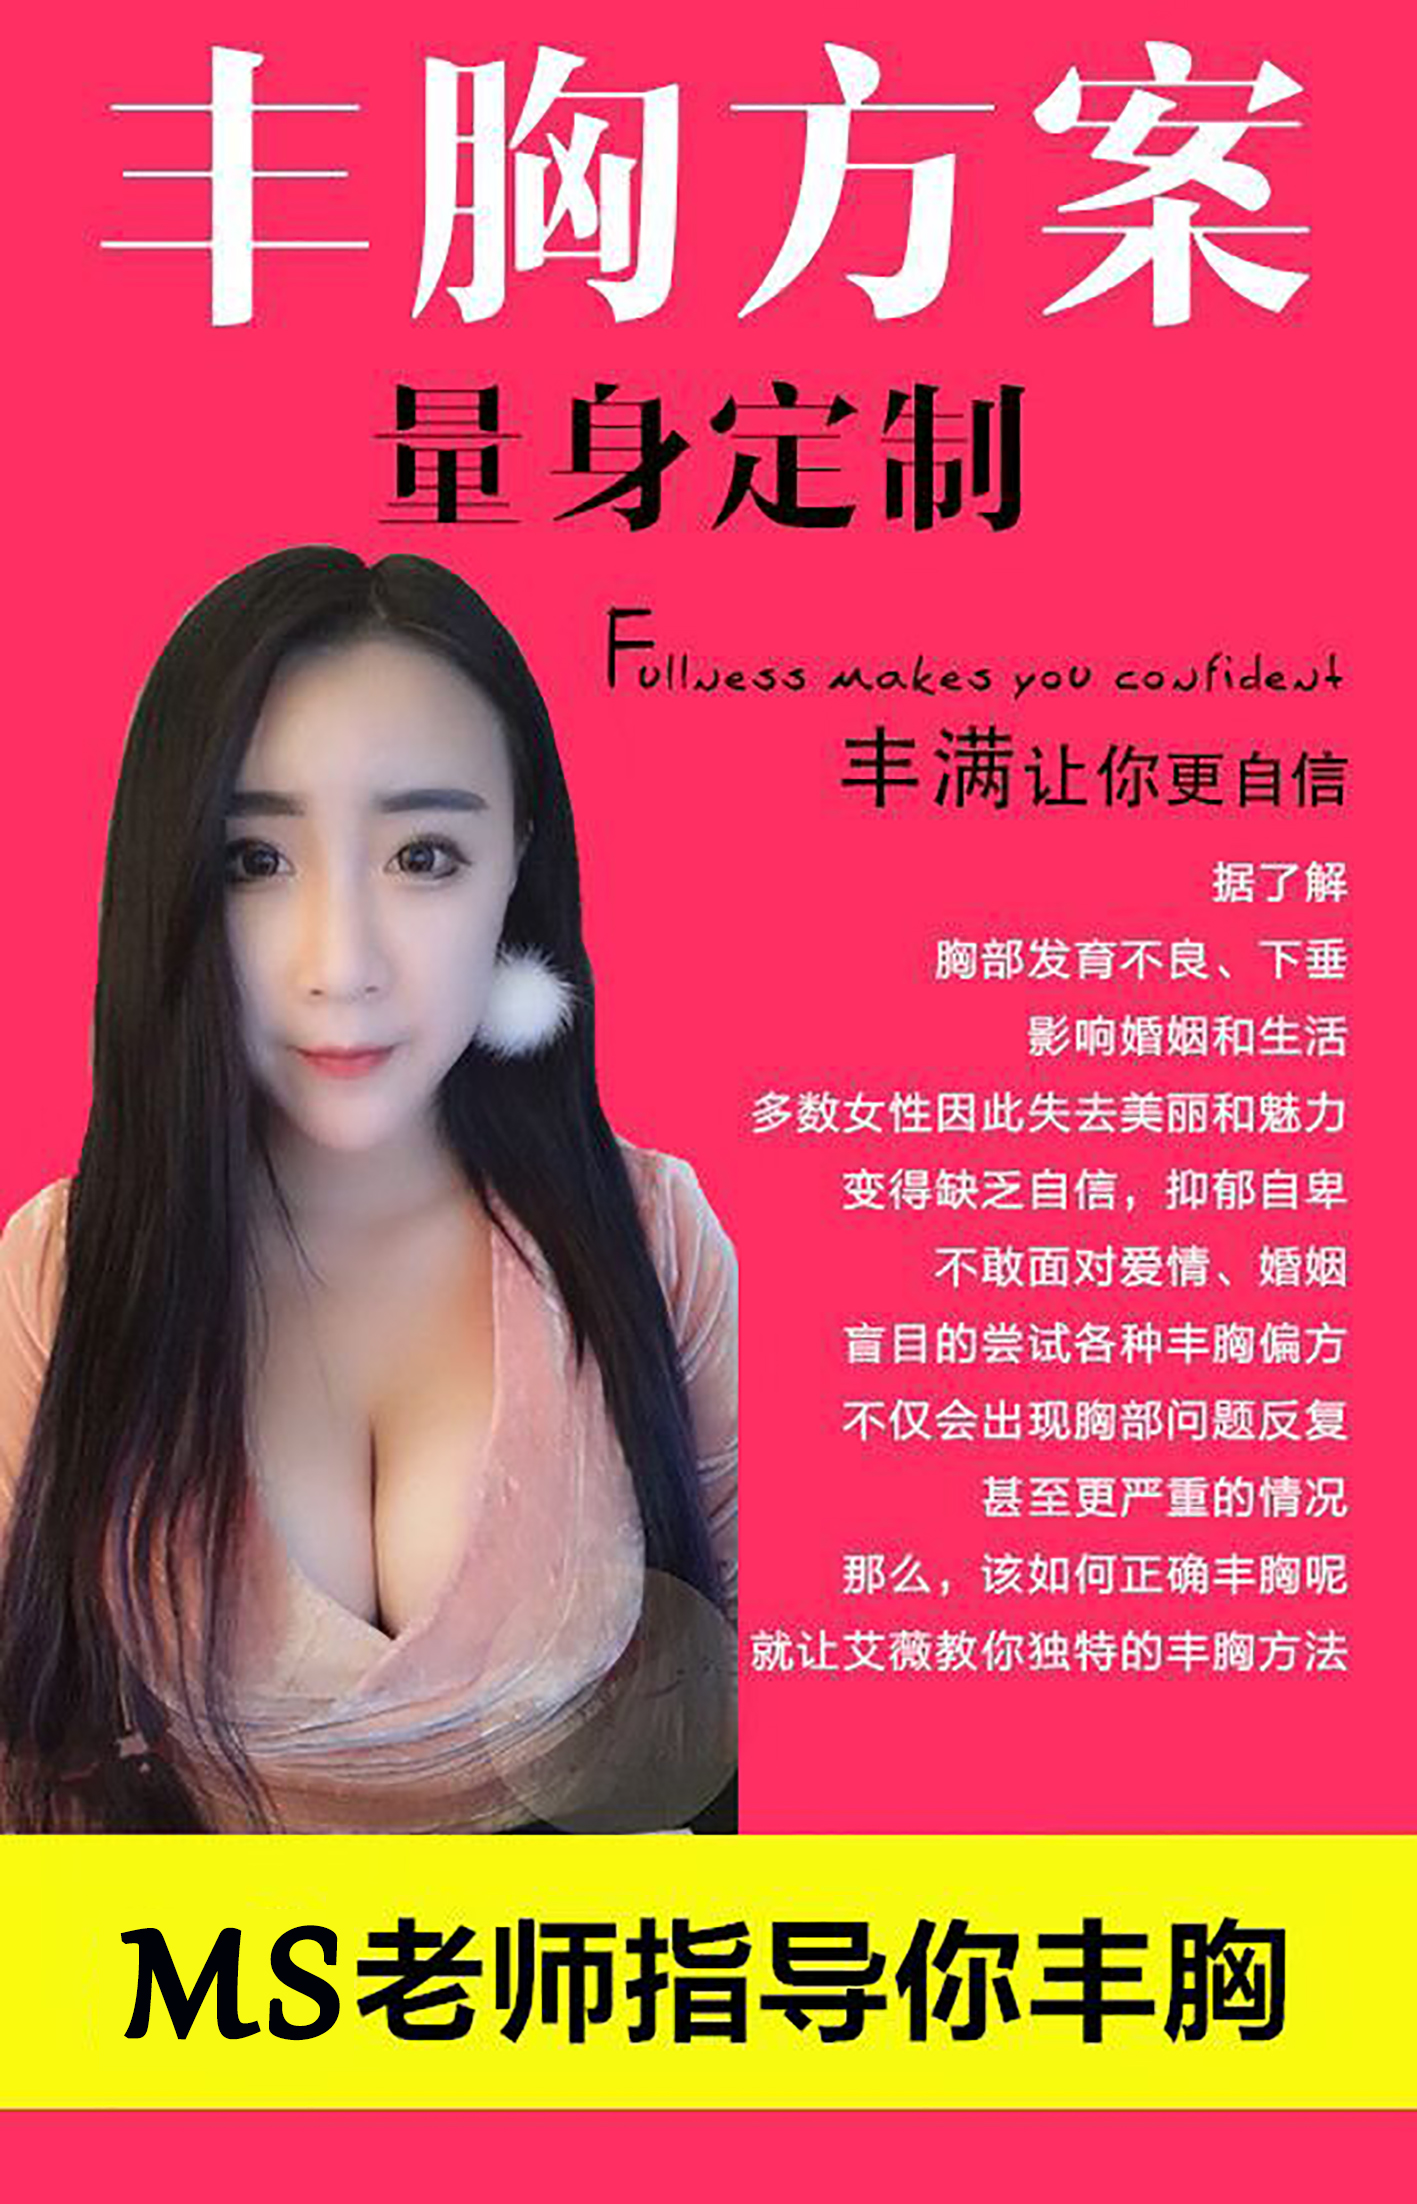 丰胸方案
量身定制
Fullness makes you confident
丰满让你更自信
据了解
胸部发育不良、下垂
影响婚姻和生活
多数女性因此失去美丽和魅力
变得缺乏自信，抑郁自卑
不敢面对爱情、婚姻
盲目的尝试各种丰胸偏方
不仅会出现胸部问题反复
甚至更严重的情况
那么，该如何正确丰胸呢
就让艾薇教你独特的丰胸方法
MS老师指导你丰胸